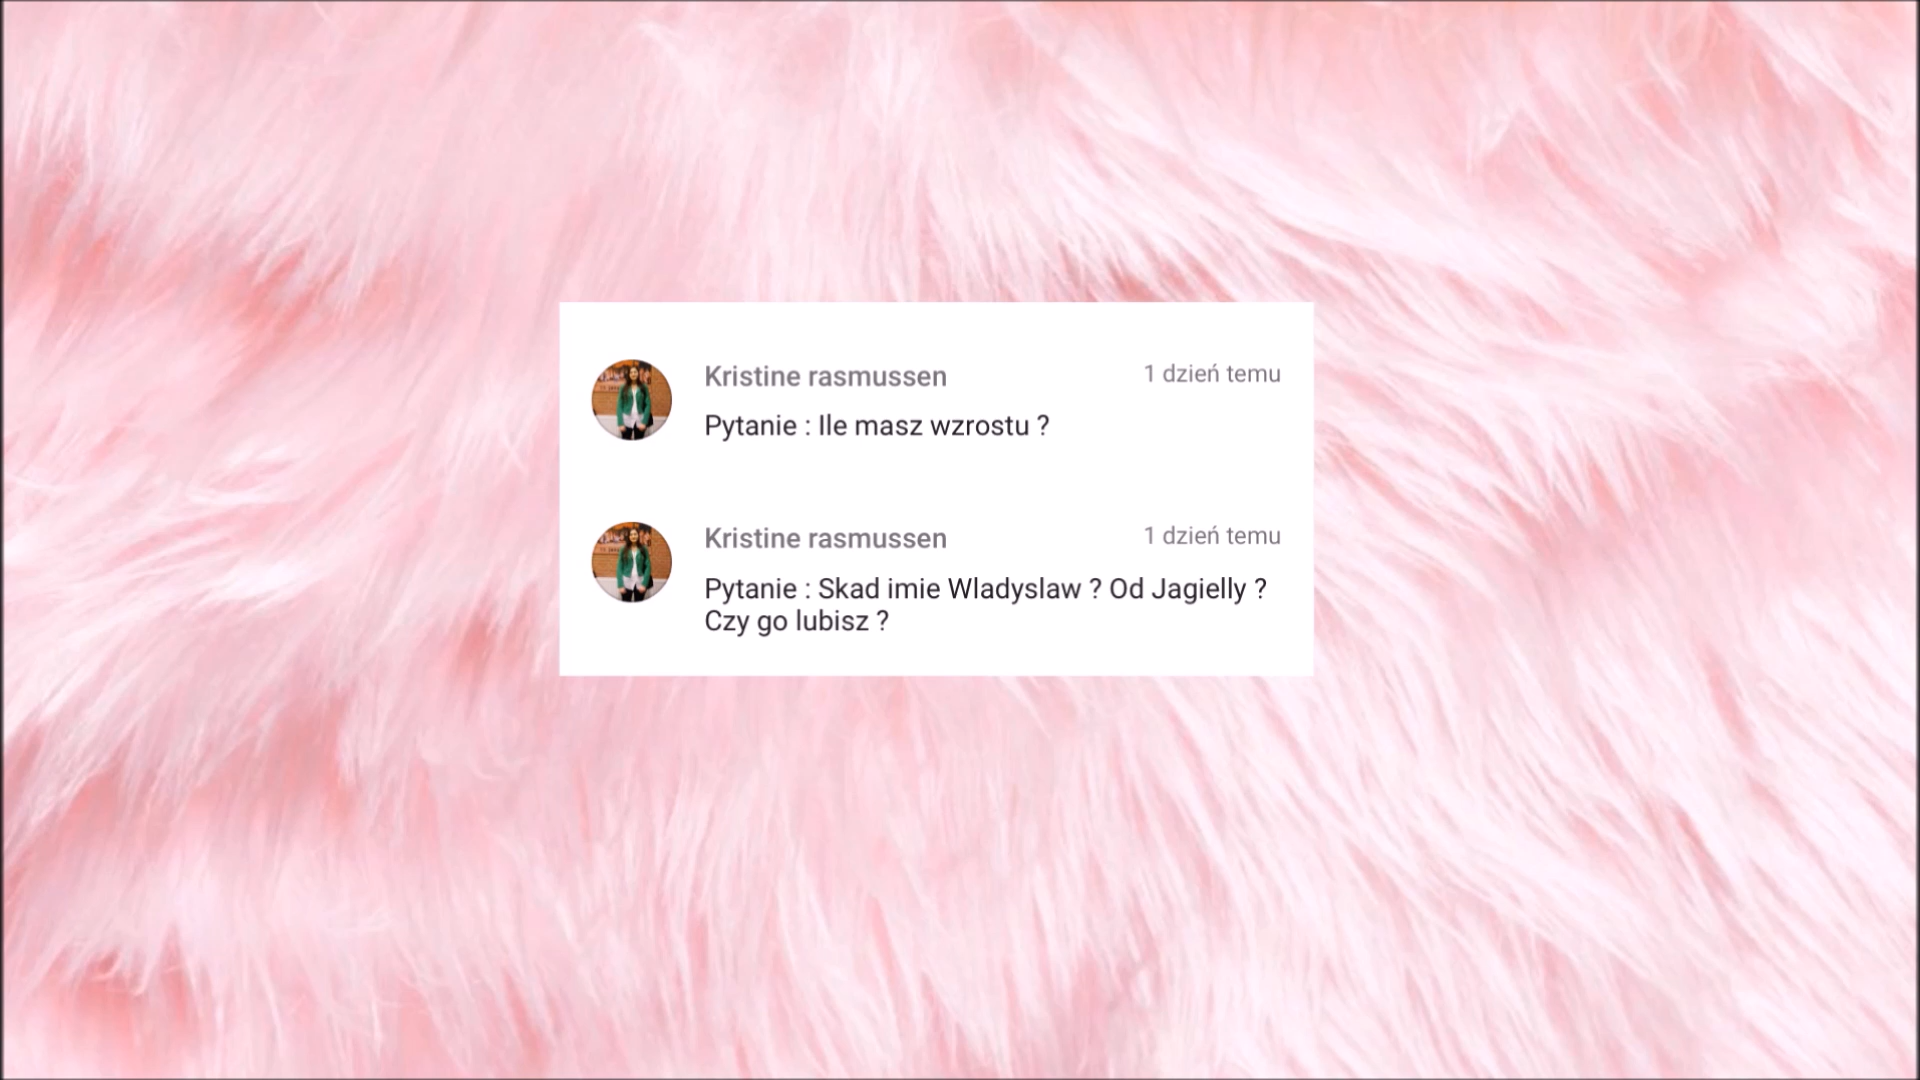 Kristine rasmussen
1 dzień temu
Pytanie : Ile masz wzrostu ?
Kristine rasmussen
1 dzień temu
Pytanie : Skad imie Wladyslaw ? Od Jagielly ?
Czy go lubisz ?